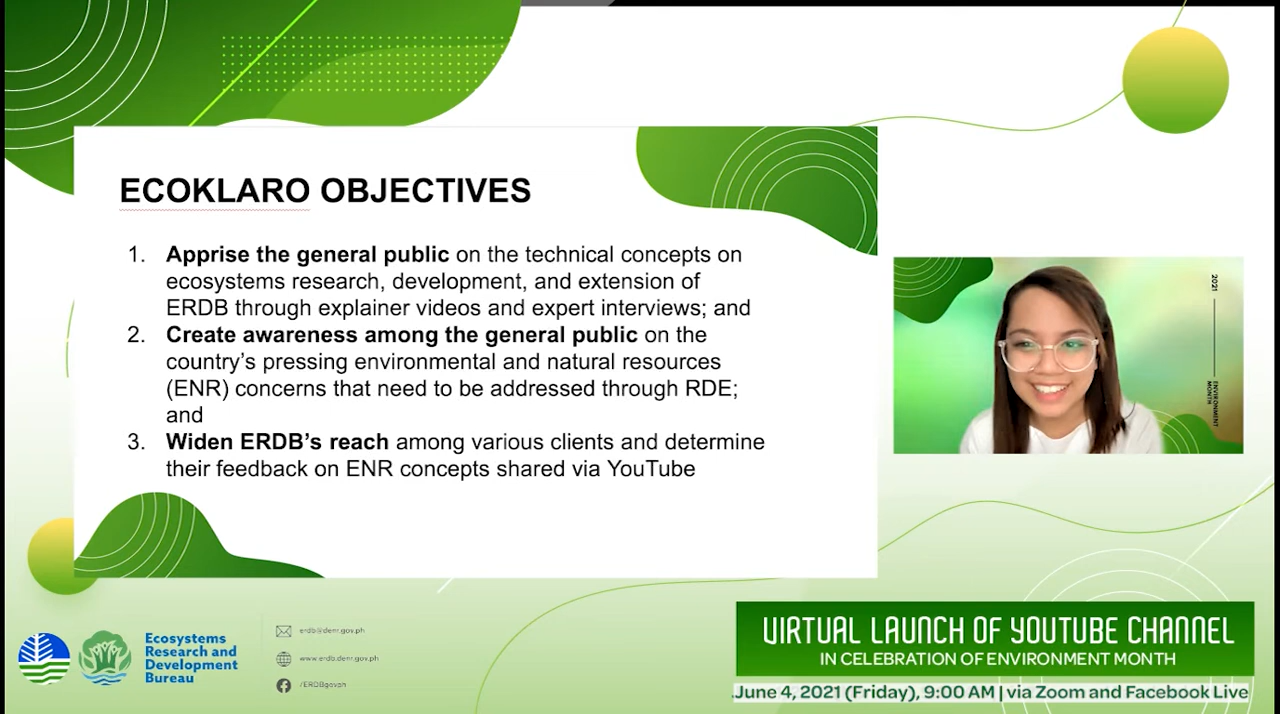 ECOKLARO OBJECTIVES
1. Apprise the general public on the technical concepts on
ecosystems research, development, and extension of
ERDB through explainer videos and expert interviews; and
2. Create awareness among the general public on the
country's pressing environmental and natural resources
(ENR) concerns that need to be addressed through RDE;
and
3. Widen ERDB's reach among various clients and determine
their feedback on ENR concepts shared via YouTube
2021
ENVIRONMENT
MONTH
Ecosystems
Research and
Development
Bureau
erdb@denr.gov.ph
www.erdb.denr.gov.ph
/ERDBgovph
VIRTUAL LAUNCH OF YOUTUBE CHANNEL
IN CELEBRATION OF ENVIRONMENT MONTH
June 4, 2021 (Friday), 9:00 AM | via Zoom and Facebook Live